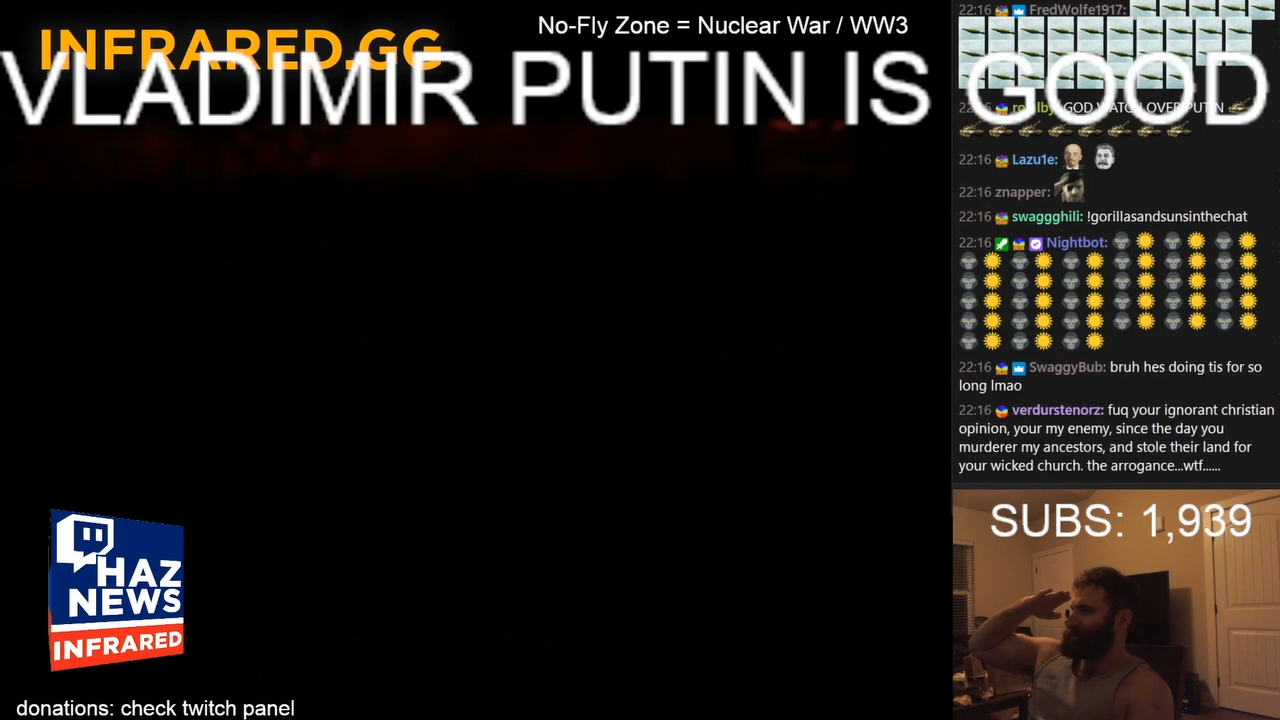 INFRARED.GG
No-Fly Zone = Nuclear War / WW3
VLADIMIR PUTIN IS GOOD
22:16 FredWolfe1917:
GOD WATCH OVER PUTIN
22:16 Lazu1e:
22:16 znapper:
22:16 swaggghili: !gorillasandsunsinthechat
22:16 Nightbot:
22:16 SwaggyBub: bruh hes doing tis for so
long lmao
22:16 verdurstenorz: fuq your ignorant christian
opinion, your my enemy, since the day you
murderer my ancestors, and stole their land for
your wicked church. the arrogance...wtf......
SUBS: 1,939
HAZ
NEWS
INFRARED
donations: check twitch panel